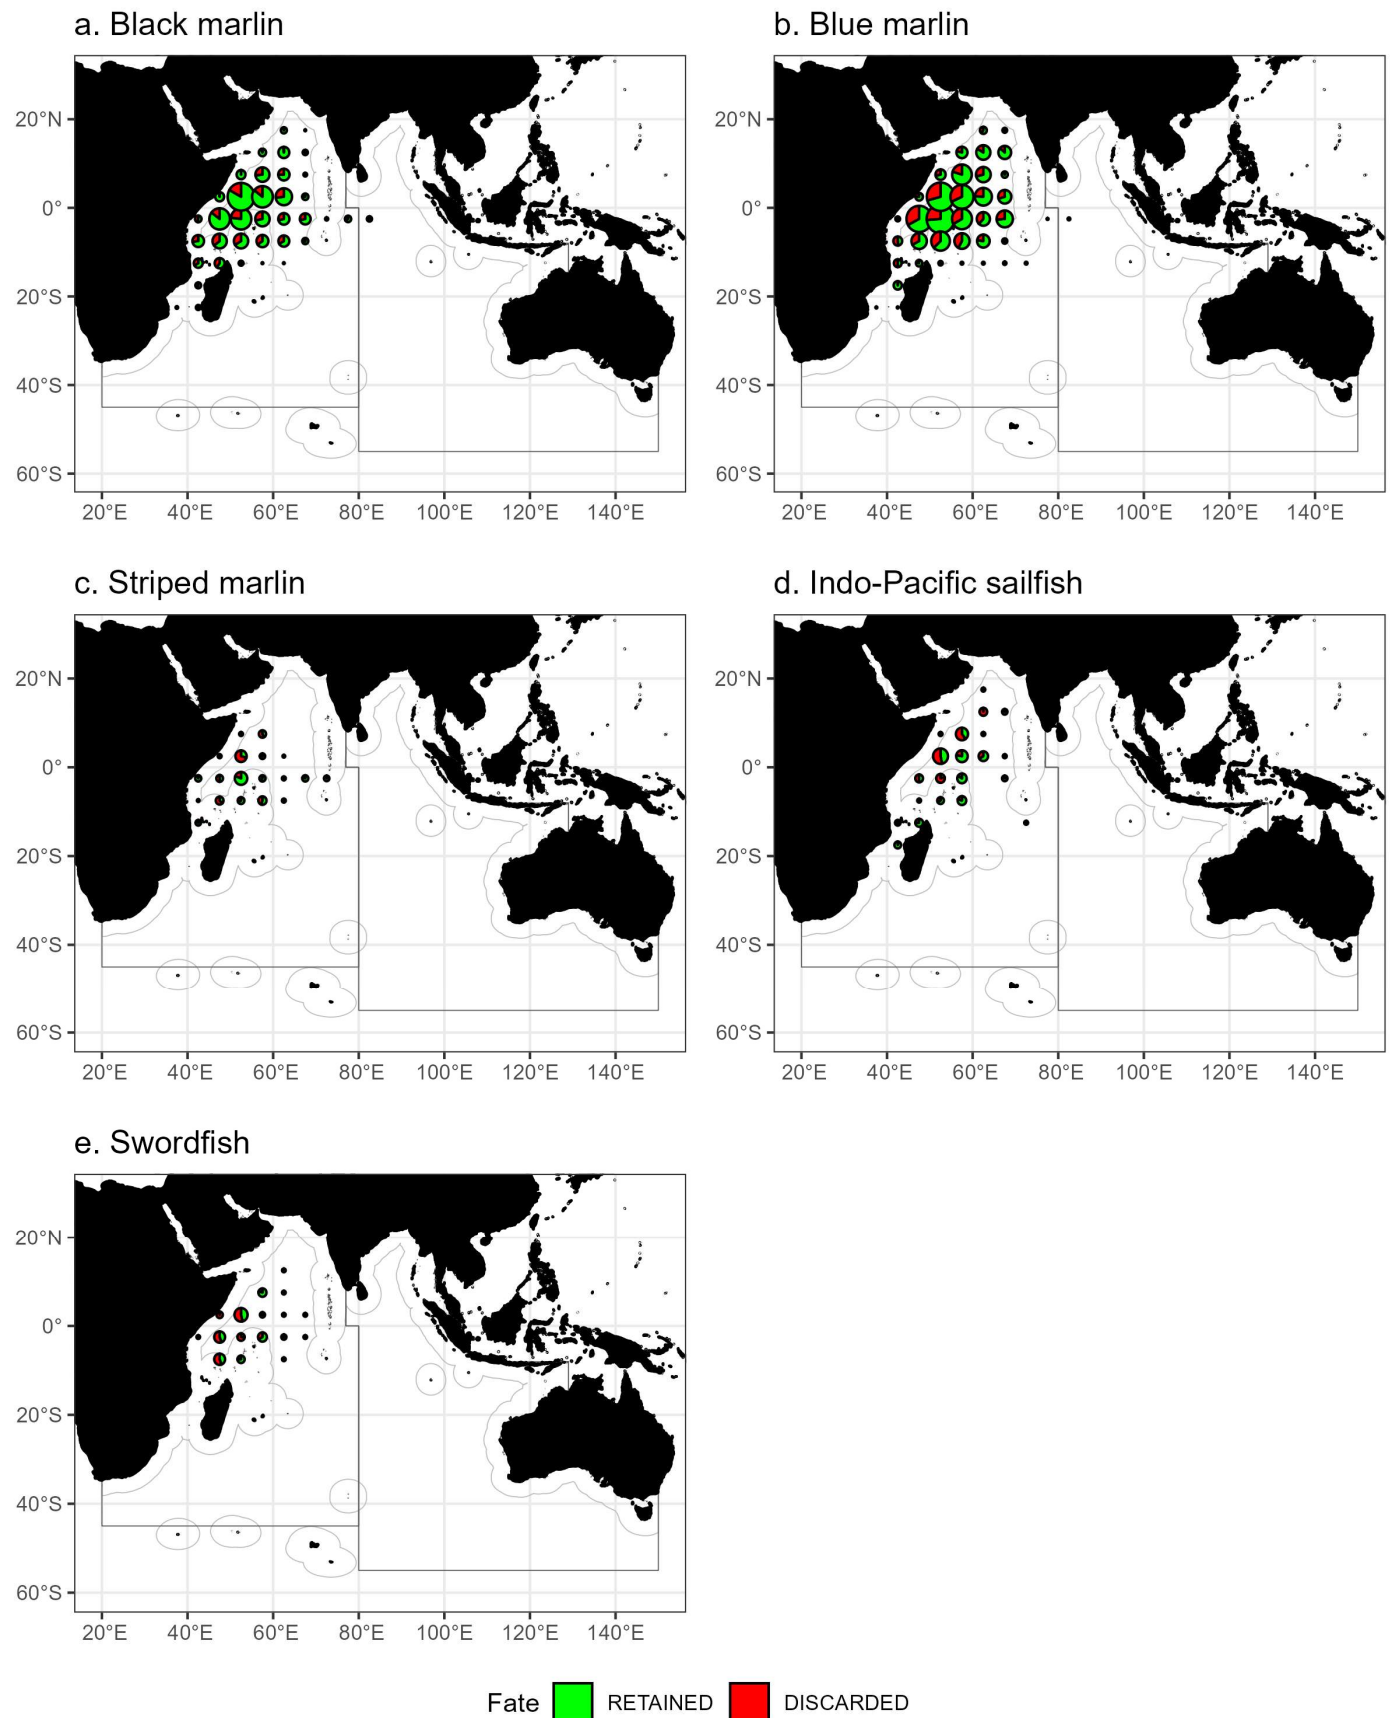 a. Black marlin
b. Blue marlin
20°N
0°
20°S
40°S
60°S
20°E 40°E 60°E 80°E 100°E 120°E 140°E
20°N
0°
20°S
40°S
60°S
20°E 40°E 60°E 80°E 100°E 120°E 140°E
c. Striped marlin
d. Indo-Pacific sailfish
20°N
0°
20°S
40°S
60°S
20°E 40°E 60°E 80°E 100°E 120°E 140°E
20°N
0°
20°S
40°S
60°S
20°E 40°E 60°E 80°E 100°E 120°E 140°E
e. Swordfish
20°N
0°
20°S
40°S
60°S
20°E 40°E 60°E 80°E 100°E 120°E 140°E
Fate RETAINED DISCARDED